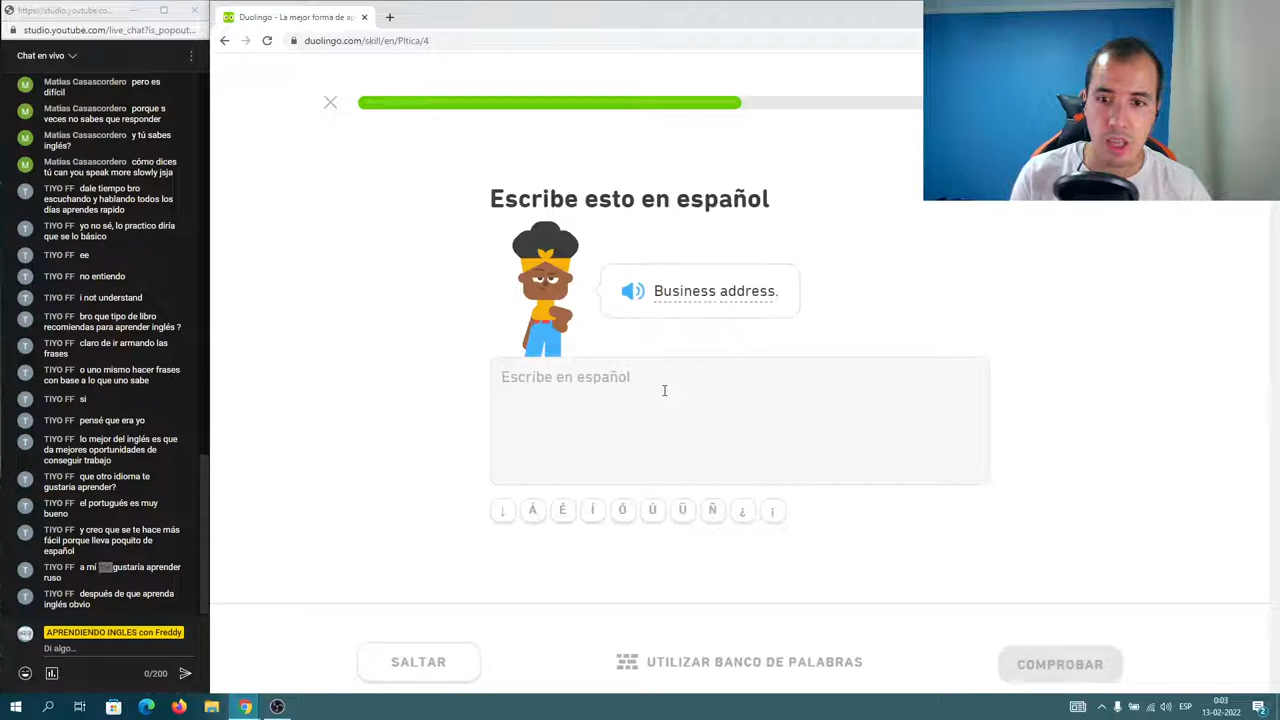 https://studio.youtube.co...
studio.youtube.com/live_chat?is_popout...
Chat en vivo
Matías Casascordero pero es
difícil
Matías Casascordero porque s
veces no sabes que responder
Matías Casascordero y tú sabes
inglés?
Matías Casascordero cómo dices
tú can you speak more slowly jsja
TIYO FF dale tiempo bro
escuchando y hablando todos los
días aprendes rapido
TIYO FF yo no sé, lo practico diría
que se lo básico
TIYO FF ee
TIYO FF no entiendo
TIYO FF i not understand
TIYO FF bro que tipo de libro
recomiendas para aprender inglés ?
TIYO FF claro de ir armando las
frases
TIYO FF o uno mismo hacer frases
con base a lo que uno sabe
TIYO FF si
TIYO FF pensé que era yo
TIYO FF lo mejor del inglés es que
da mejores oportunidades de
conseguir trabajo
TIYO FF que otro idioma te
gustaría aprender?
TIYO FF el portugués es muy
bueno
TIYO FF y creo que se te hace más
fácil porque lleva poquito de
español
TIYO FF a mí me gustaría aprender
ruso
TIYO FF después de que aprenda
inglés obvio
APRENDIENDO INGLES con Freddy
Di algo...
0/200
Duolingo - La mejor forma de ap
duolingo.com/skill/en/Pltica/4
Escribe esto en español
Business address.
Escribe en español
↓ Á É Í Ó Ú Ü Ñ ¿ ¡
SALTAR UTILIZAR BANCO DE PALABRAS COMPROBAR
ESP
0:03
13-02-2022
2